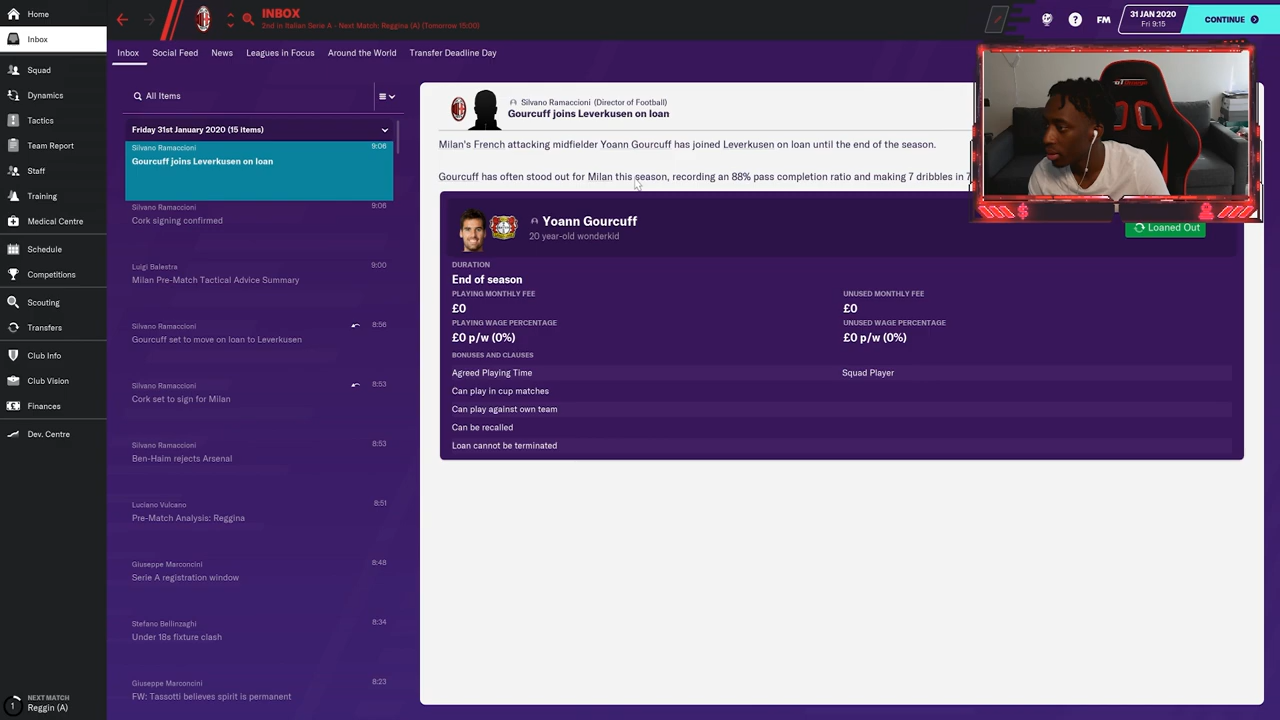 Home
Inbox
Squad
Dynamics
Tactics
Team Report
Staff
Training
Medical Centre
Schedule
Competitions
Scouting
Transfers
Club Info
Club Vision
Finances
Dev. Centre
1
NEXT MATCH
Reggin (A)
INBOX
2nd in Italian Serie A - Next Match: Reggina (A) (Tomorrow 15:00)
?
FM
31 JAN 2020
Fri 9:15
CONTINUE
Inbox
Social Feed
News
Leagues in Focus
Around the World
Transfer Deadline Day
All Items
Friday 31st January 2020 (15 items)
Silvano Ramaccioni 9:06
Gourcuff joins Leverkusen on loan
Silvano Ramaccioni 9:06
Cork signing confirmed
Luigi Balestra 9:00
Milan Pre-Match Tactical Advice Summary
Silvano Ramaccioni 8:56
Gourcuff set to move on loan to Leverkusen
Silvano Ramaccioni 8:53
Cork set to sign for Milan
Silvano Ramaccioni 8:53
Ben-Haim rejects Arsenal
Luciano Vulcano 8:51
Pre-Match Analysis: Reggina
Giuseppe Marconcini 8:48
Serie A registration window
Stefano Bellinzaghi 8:34
Under 18s fixture clash
Giuseppe Marconcini 8:23
FW: Tassotti believes spirit is permanent
Silvano Ramaccioni (Director of Football)
Gourcuff joins Leverkusen on loan
Milan's French attacking midfielder Yoann Gourcuff has joined Leverkusen on loan until the end of the season.
Gourcuff has often stood out for Milan this season, recording an 88% pass completion ratio and making 7 dribbles in 7
Yoann Gourcuff
20 year-old wonderkid
Loaned Out
DURATION
End of season
PLAYING MONTHLY FEE
£0
UNUSED MONTHLY FEE
£0
PLAYING WAGE PERCENTAGE
£0 p/w (0%)
UNUSED WAGE PERCENTAGE
£0 p/w (0%)
BONUSES AND CLAUSES
Agreed Playing Time Squad Player
Can play in cup matches
Can play against own team
Can be recalled
Loan cannot be terminated